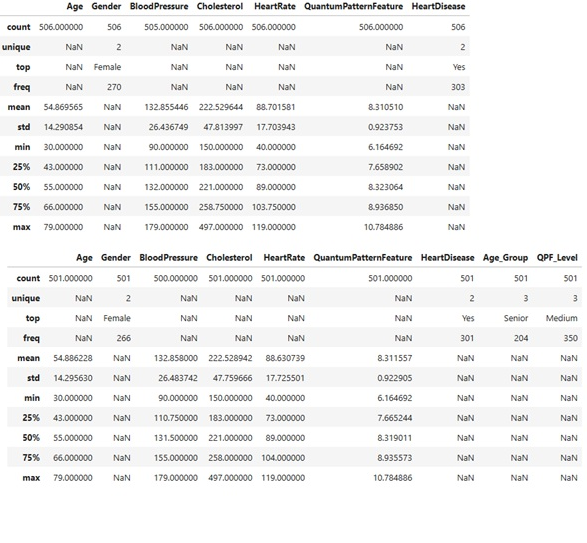 Age Gender BloodPressure Cholesterol HeartRate QuantumPatternFeature HeartDisease
count 506.000000 506 505.000000 506.000000 506.000000 506.000000 506
unique NaN 2 NaN NaN NaN NaN 2
top NaN Female NaN NaN NaN NaN Yes
freq NaN 270 NaN NaN NaN NaN 303
mean 54.869565 NaN 132.855446 222.529644 88.701581 8.310510 NaN
std 14.290854 NaN 26.436749 47.813997 17.703943 0.923753 NaN
min 30.000000 NaN 90.000000 150.000000 40.000000 6.164692 NaN
25% 43.000000 NaN 111.000000 183.000000 73.000000 7.658902 NaN
50% 55.000000 NaN 132.000000 221.000000 89.000000 8.323064 NaN
75% 66.000000 NaN 155.000000 258.750000 103.750000 8.936850 NaN
max 79.000000 NaN 179.000000 497.000000 119.000000 10.784886 NaN
Age Gender BloodPressure Cholesterol HeartRate QuantumPatternFeature HeartDisease Age_Group QPF_Level
count 501.000000 501 500.000000 501.000000 501.000000 501.000000 501 501 501
unique NaN 2 NaN NaN NaN NaN 2 3 3
top NaN Female NaN NaN NaN NaN Yes Senior Medium
freq NaN 266 NaN NaN NaN NaN 301 204 350
mean 54.886228 NaN 132.858000 222.528942 88.630739 8.311557 NaN NaN NaN
std 14.295630 NaN 26.483742 47.759666 17.725501 0.922905 NaN NaN NaN
min 30.000000 NaN 90.000000 150.000000 40.000000 6.164692 NaN NaN NaN
25% 43.000000 NaN 110.750000 183.000000 73.000000 7.665244 NaN NaN NaN
50% 55.000000 NaN 131.500000 221.000000 89.000000 8.319011 NaN NaN NaN
75% 66.000000 NaN 155.000000 258.000000 104.000000 8.935573 NaN NaN NaN
max 79.000000 NaN 179.000000 497.000000 119.000000 10.784886 NaN NaN NaN